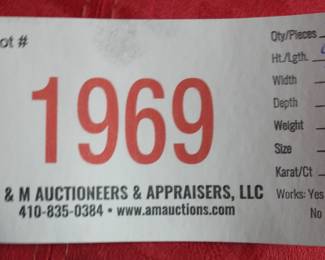 ot #
1969
& M AUCTIONEERS & APPRAISERS, LLC
410-835-0384 • www.amauctions.com
Qty/Pieces
Ht./Lgth.
Width
Depth
Weight
Size
Karat/Ct
Works: Yes
No